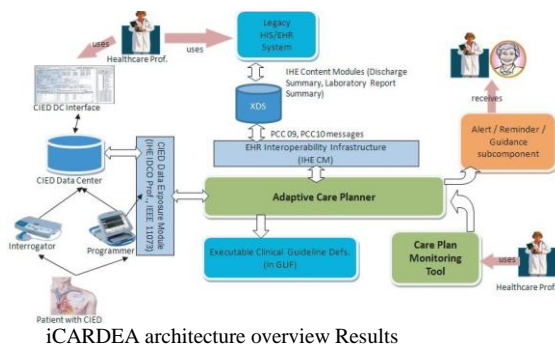 uses
Healthcare Prof.
uses
Legacy
HIS/EHR
System
IHE Content Modules (Discharge
Summary, Laboratory Report
Summary)
XDS
PCC 09, PCC10 messages
EHR Interoperability Infrastructure
(IHE CM)
receives
Alert / Reminder /
Guidance
subcomponent
CIED DC Interface
CIED Data Center
CIED Data Exposure Module
(IHE IDCO Prof., IEEE 11073)
Adaptive Care Planner
Interrogator
Programmer
Executable Clinical Guideline Defs.
(in GLIF)
Care Plan
Monitoring
Tool
uses
Healthcare Prof
Patient with CIED
iCARDEA architecture overview Results